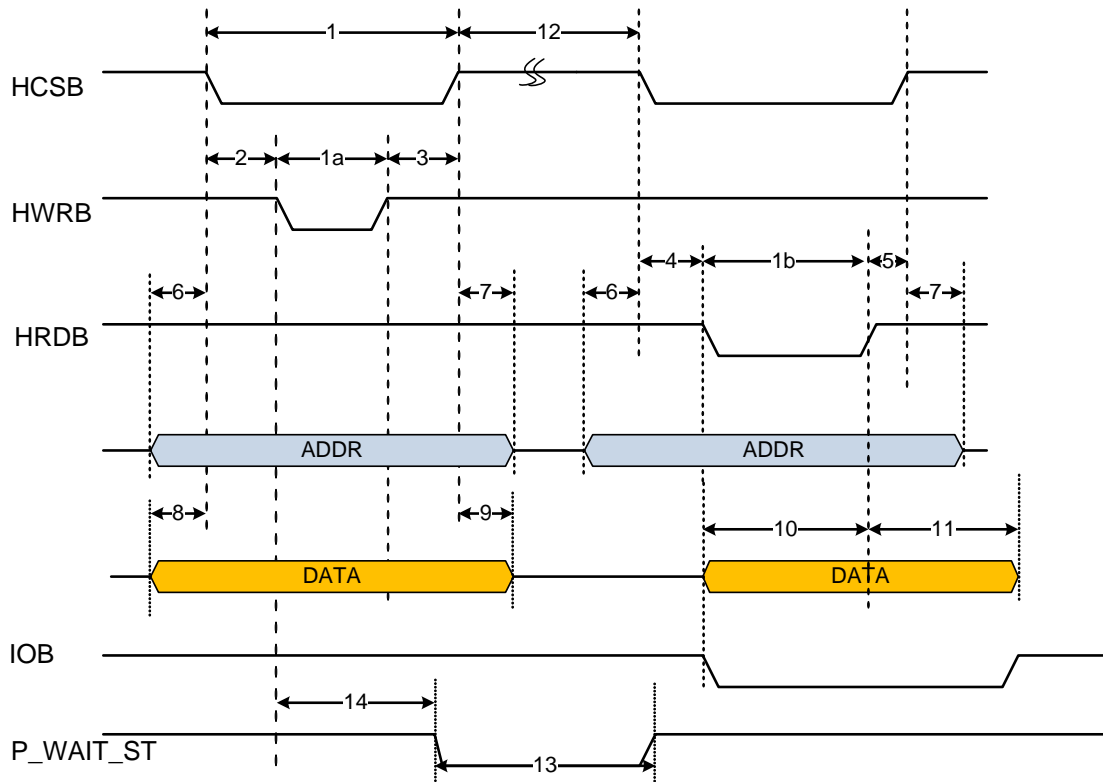 1
12
HCSB
2
1a
3
HWRB
4
1b
5
6
7
6
7
HRDB
ADDR
ADDR
8
9
10
11
DATA
DATA
IOB
14
P_WAIT_ST
13